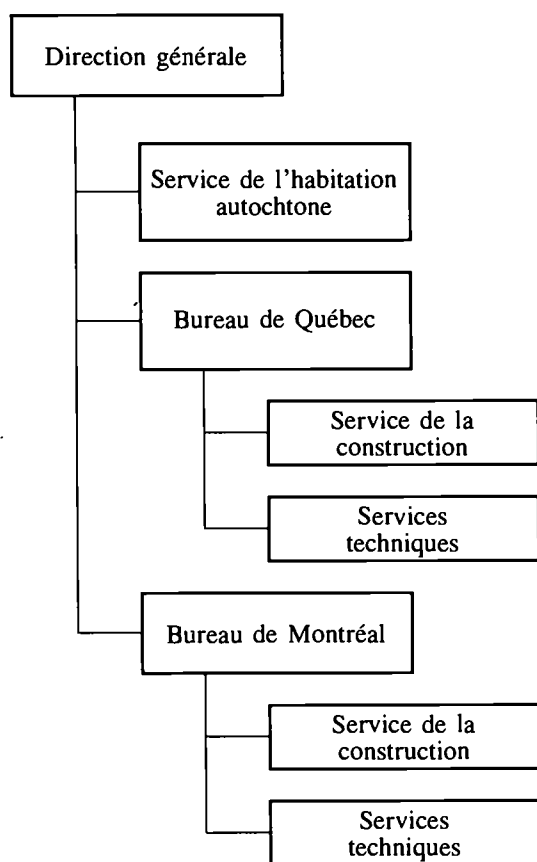 Direction générale
Service de l'habitation
autochtone
Bureau de Québec
Service de la
construction
Services
techniques
Bureau de Montréal
Service de la
construction
Services
techniques